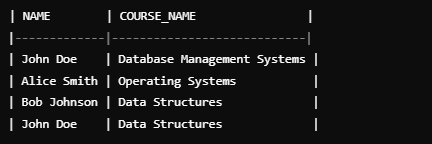 | NAME        | COURSE_NAME                |
|-------------|----------------------------|
| John Doe    | Database Management Systems |
| Alice Smith | Operating Systems           |
| Bob Johnson | Data Structures             |
| John Doe    | Data Structures             |